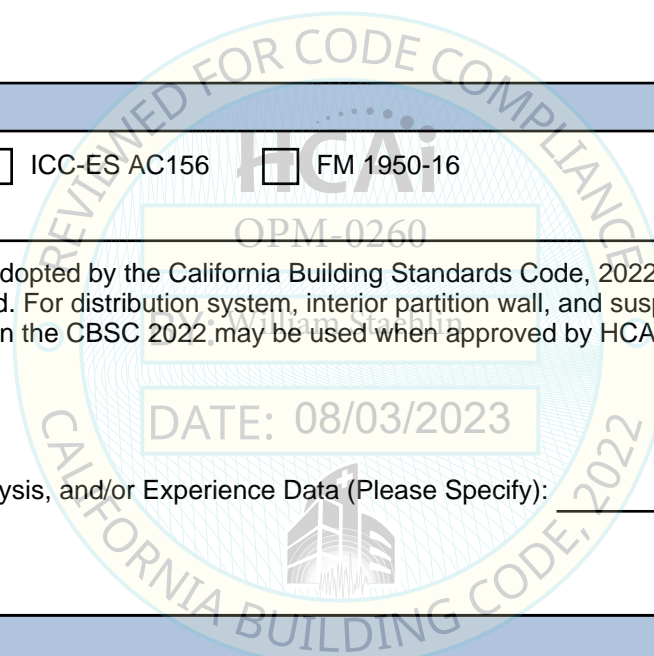 REVIEWED FOR CODE COMPLIANCE
HCAi
ICC-ES AC156 FM 1950-16
OPM-0260
dopted by the California Building Standards Code, 2022
d. For distribution system, interior partition wall, and sus
BY: William Staehlin
n the CBSC 2022 may be used when approved by HCA
DATE: 08/03/2023
ysis, and/or Experience Data (Please Specify):
CALIFORNIA BUILDING CODE, 2022